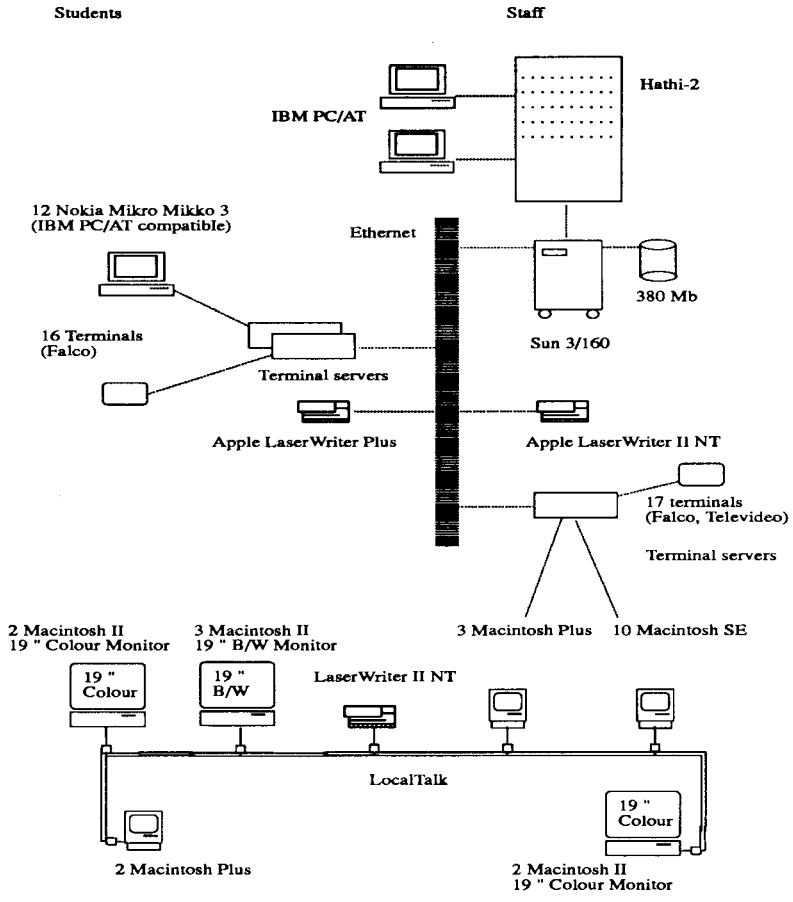 Students
Staff
Hathi-2
IBM PC/AT
12 Nokia Mikro Mikko 3
(IBM PC/AT compatible)
Ethernet
380 Mb
16 Terminals
(Falco)
Sun 3/160
Terminal servers
Apple LaserWriter Plus
Apple LaserWriter II NT
17 terminals
(Falco, Televideo)
Terminal servers
3 Macintosh Plus
10 Macintosh SE
2 Macintosh II
19 " Colour Monitor
3 Macintosh II
19 " B/W Monitor
19 "
Colour
19 "
B/W
LaserWriter II NT
LocalTalk
19 "
Colour
2 Macintosh Plus
2 Macintosh II
19 " Colour Monitor